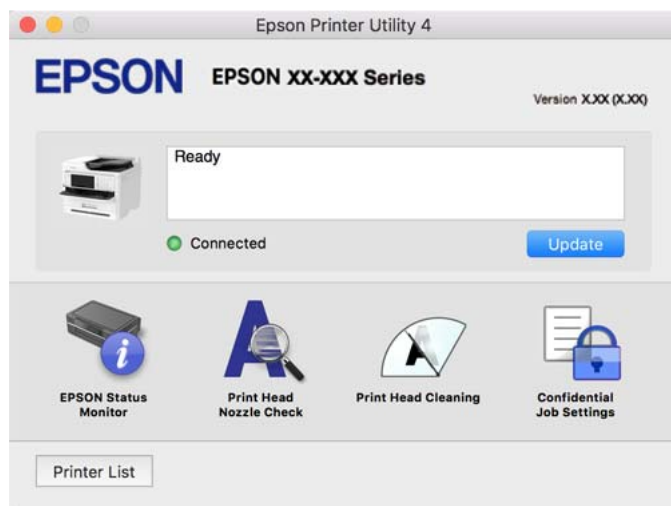 Epson Printer Utility 4
EPSON
EPSON XX-XXX Series
Version X.XX (X.XX)
Ready
Connected
Update
EPSON Status
Monitor
Print Head
Nozzle Check
Print Head Cleaning
Confidential
Job Settings
Printer List